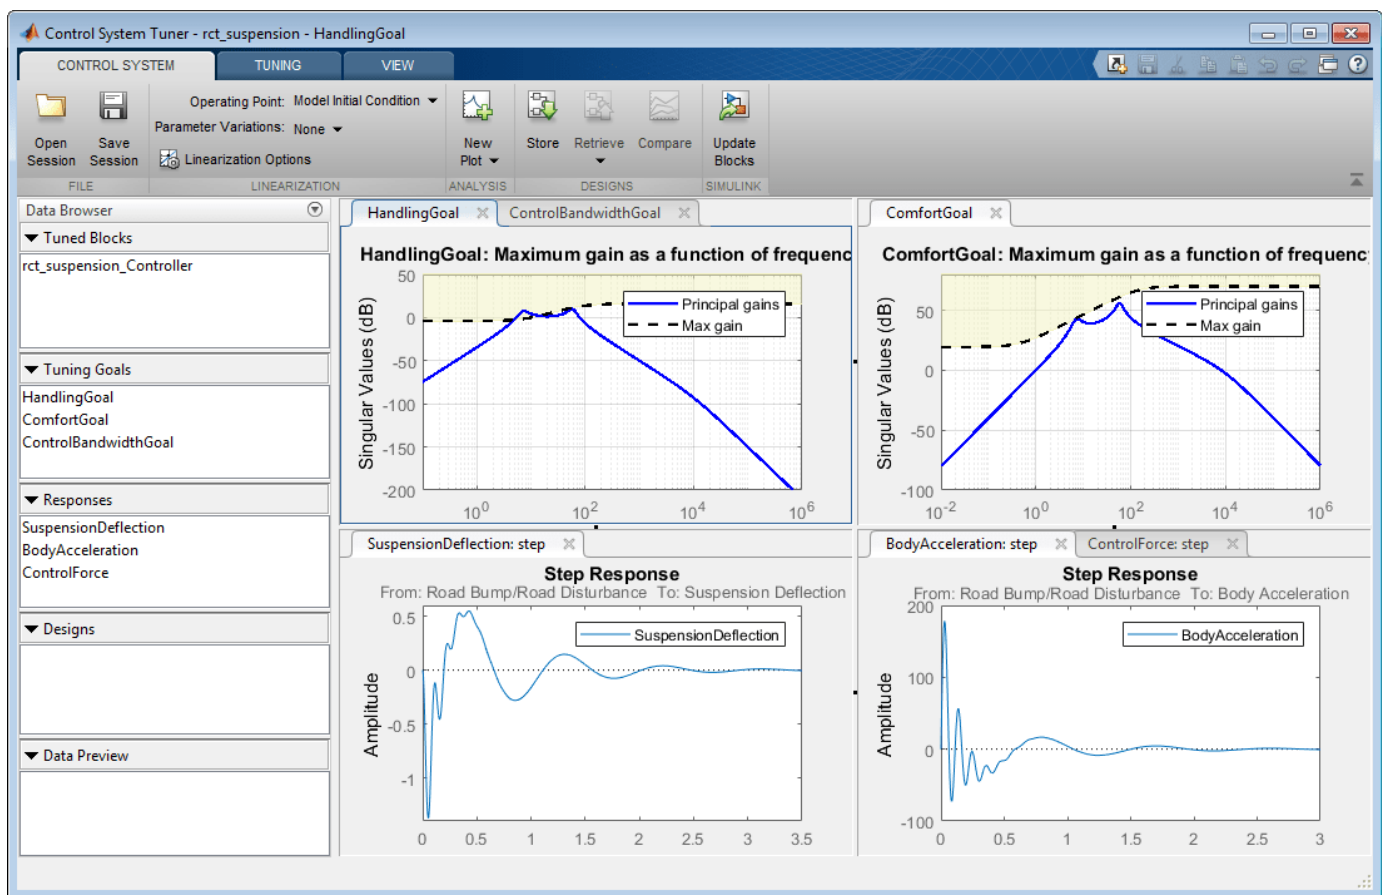 Control System Tuner - rct_suspension - HandlingGoal
CONTROL SYSTEM TUNING VIEW
Open Session
Save Session
FILE
Operating Point: Model Initial Condition
Parameter Variations: None
Linearization Options
LINEARIZATION
New Plot
ANALYSIS
Store
Retrieve
Compare
DESIGNS
Update Blocks
SIMULINK
Data Browser
Tuned Blocks
rct_suspension_Controller
Tuning Goals
HandlingGoal
ComfortGoal
ControlBandwidthGoal
Responses
SuspensionDeflection
BodyAcceleration
ControlForce
Designs
Data Preview
HandlingGoal ControlBandwidthGoal
HandlingGoal: Maximum gain as a function of frequenc
Singular Values (dB)
50
0
-50
-100
-150
-200
10^0 10^2 10^4 10^6
Principal gains
Max gain
ComfortGoal
ComfortGoal: Maximum gain as a function of frequency
Singular Values (dB)
50
0
-50
-100
10^-2 10^0 10^2 10^4 10^6
Principal gains
Max gain
SuspensionDeflection: step
Step Response
From: Road Bump/Road Disturbance To: Suspension Deflection
Amplitude
0.5
0
-0.5
-1
0 0.5 1 1.5 2 2.5 3 3.5
SuspensionDeflection
BodyAcceleration: step ControlForce: step
Step Response
From: Road Bump/Road Disturbance To: Body Acceleration
Amplitude
200
100
0
-100
0 0.5 1 1.5 2 2.5 3
BodyAcceleration